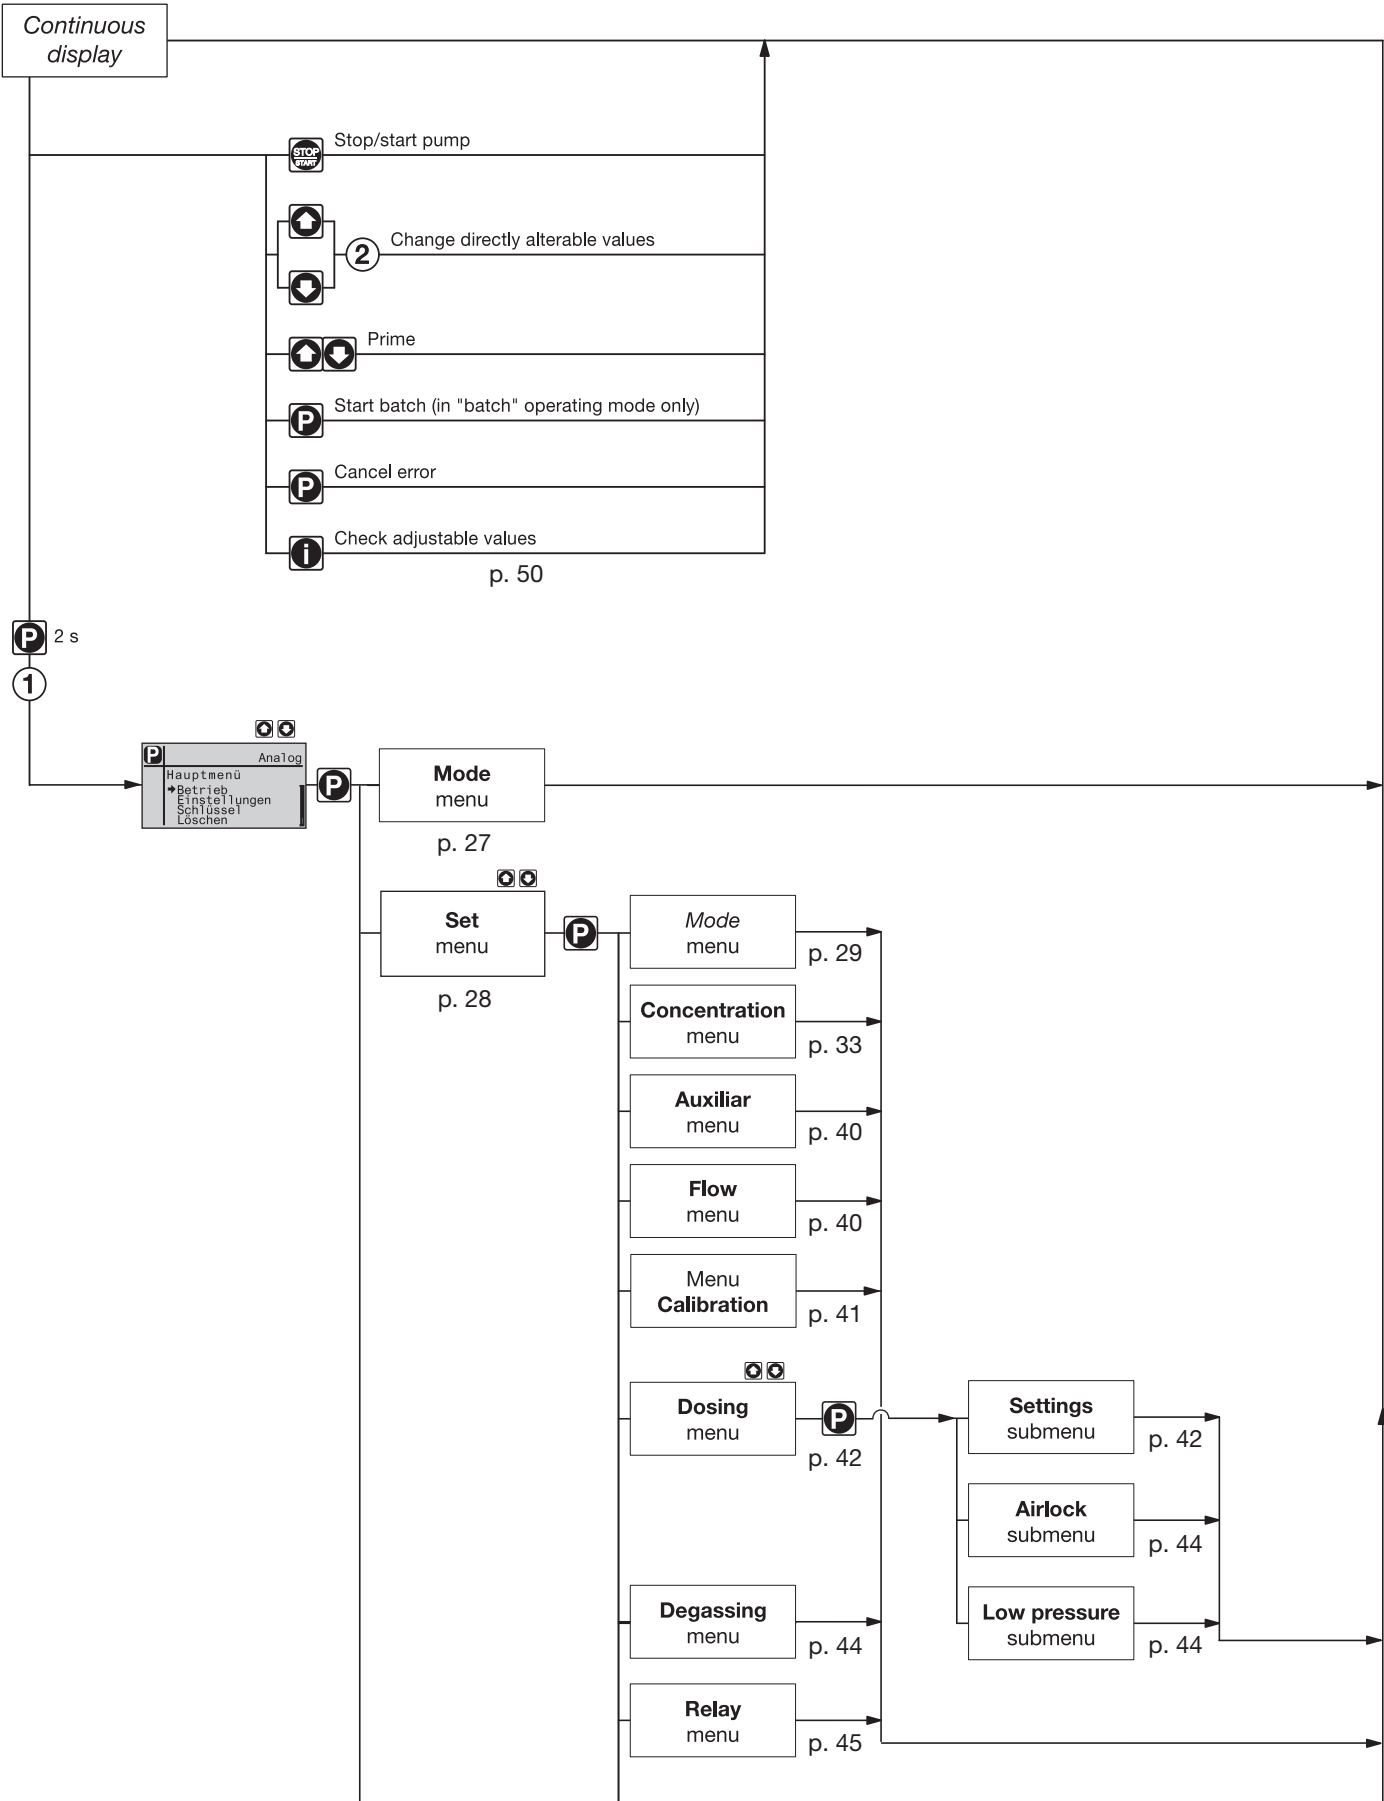 Continuous
display
STOP
START
Stop/start pump
2
Change directly alterable values
Prime
P
Start batch (in "batch" operating mode only)
P
Cancel error
i
Check adjustable values
p. 50
P
2 s
1
P
Analog
Hauptmenü
Betrieb
Einstellungen
Schlüssel
Löschen
P
Mode
menu
p. 27
Set
menu
p. 28
P
Mode
menu
p. 29
Concentration
menu
p. 33
Auxiliar
menu
p. 40
Flow
menu
p. 40
Menu
Calibration
p. 41
Dosing
menu
P
p. 42
Settings
submenu
p. 42
Airlock
submenu
p. 44
Low pressure
submenu
p. 44
Degassing
menu
p. 44
Relay
menu
p. 45